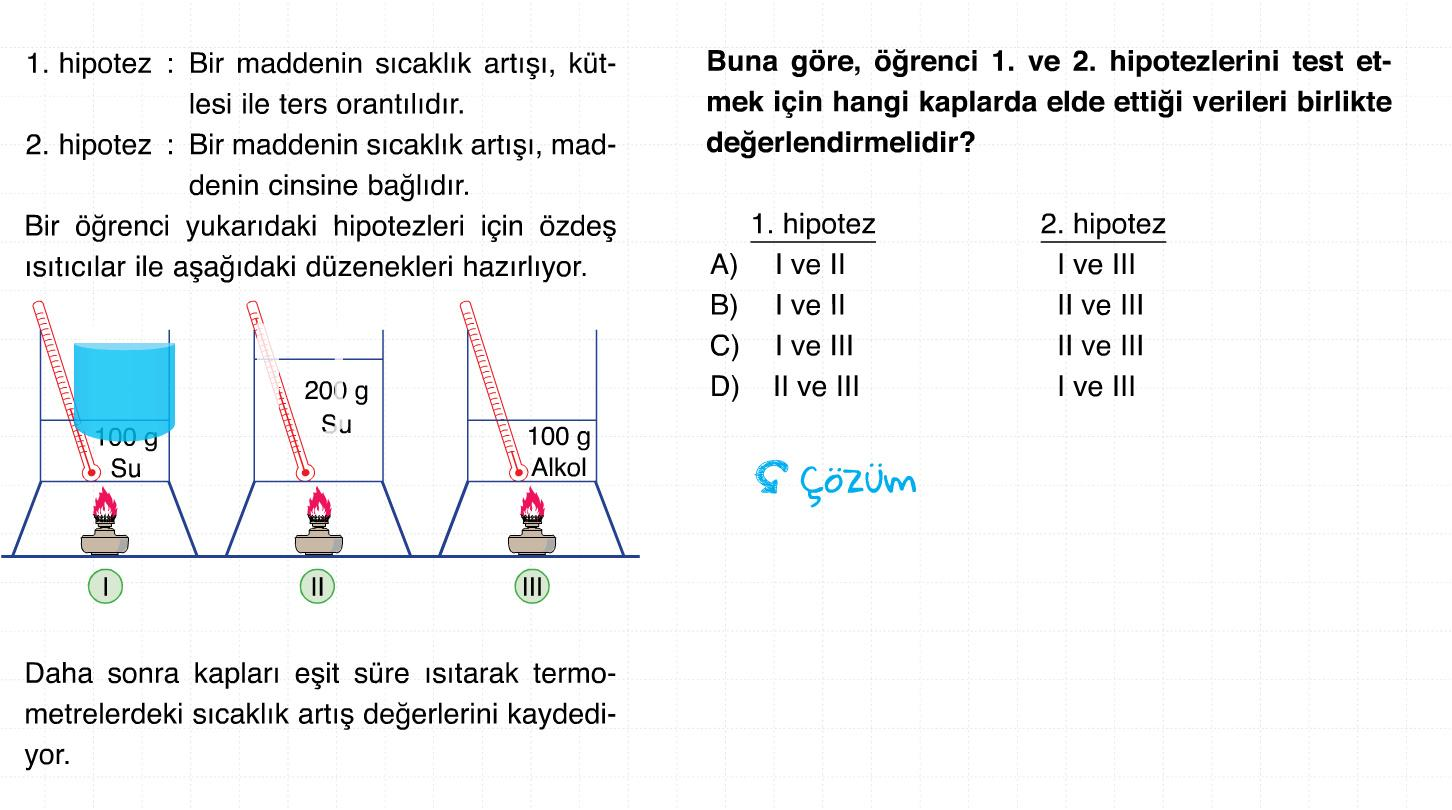 1. hipotez : Bir maddenin sıcaklık artışı, küt-
lesi ile ters orantılıdır.
2. hipotez : Bir maddenin sıcaklık artışı, mad-
denin cinsine bağlıdır.
Bir öğrenci yukarıdaki hipotezleri için özdeş
ısıtıcılar ile aşağıdaki düzenekleri hazırlıyor.
100 g
Su
200 g
Su
100 g
Alkol
I
II
III
Daha sonra kapları eşit süre ısıtarak termo-
metrelerdeki sıcaklık artış değerlerini kaydedi-
yor.
Buna göre, öğrenci 1. ve 2. hipotezlerini test et-
mek için hangi kaplarda elde ettiği verileri birlikte
değerlendirmelidir?
1. hipotez 2. hipotez
A) I ve II I ve III
B) I ve II II ve III
C) I ve III II ve III
D) II ve III I ve III
Çözüm